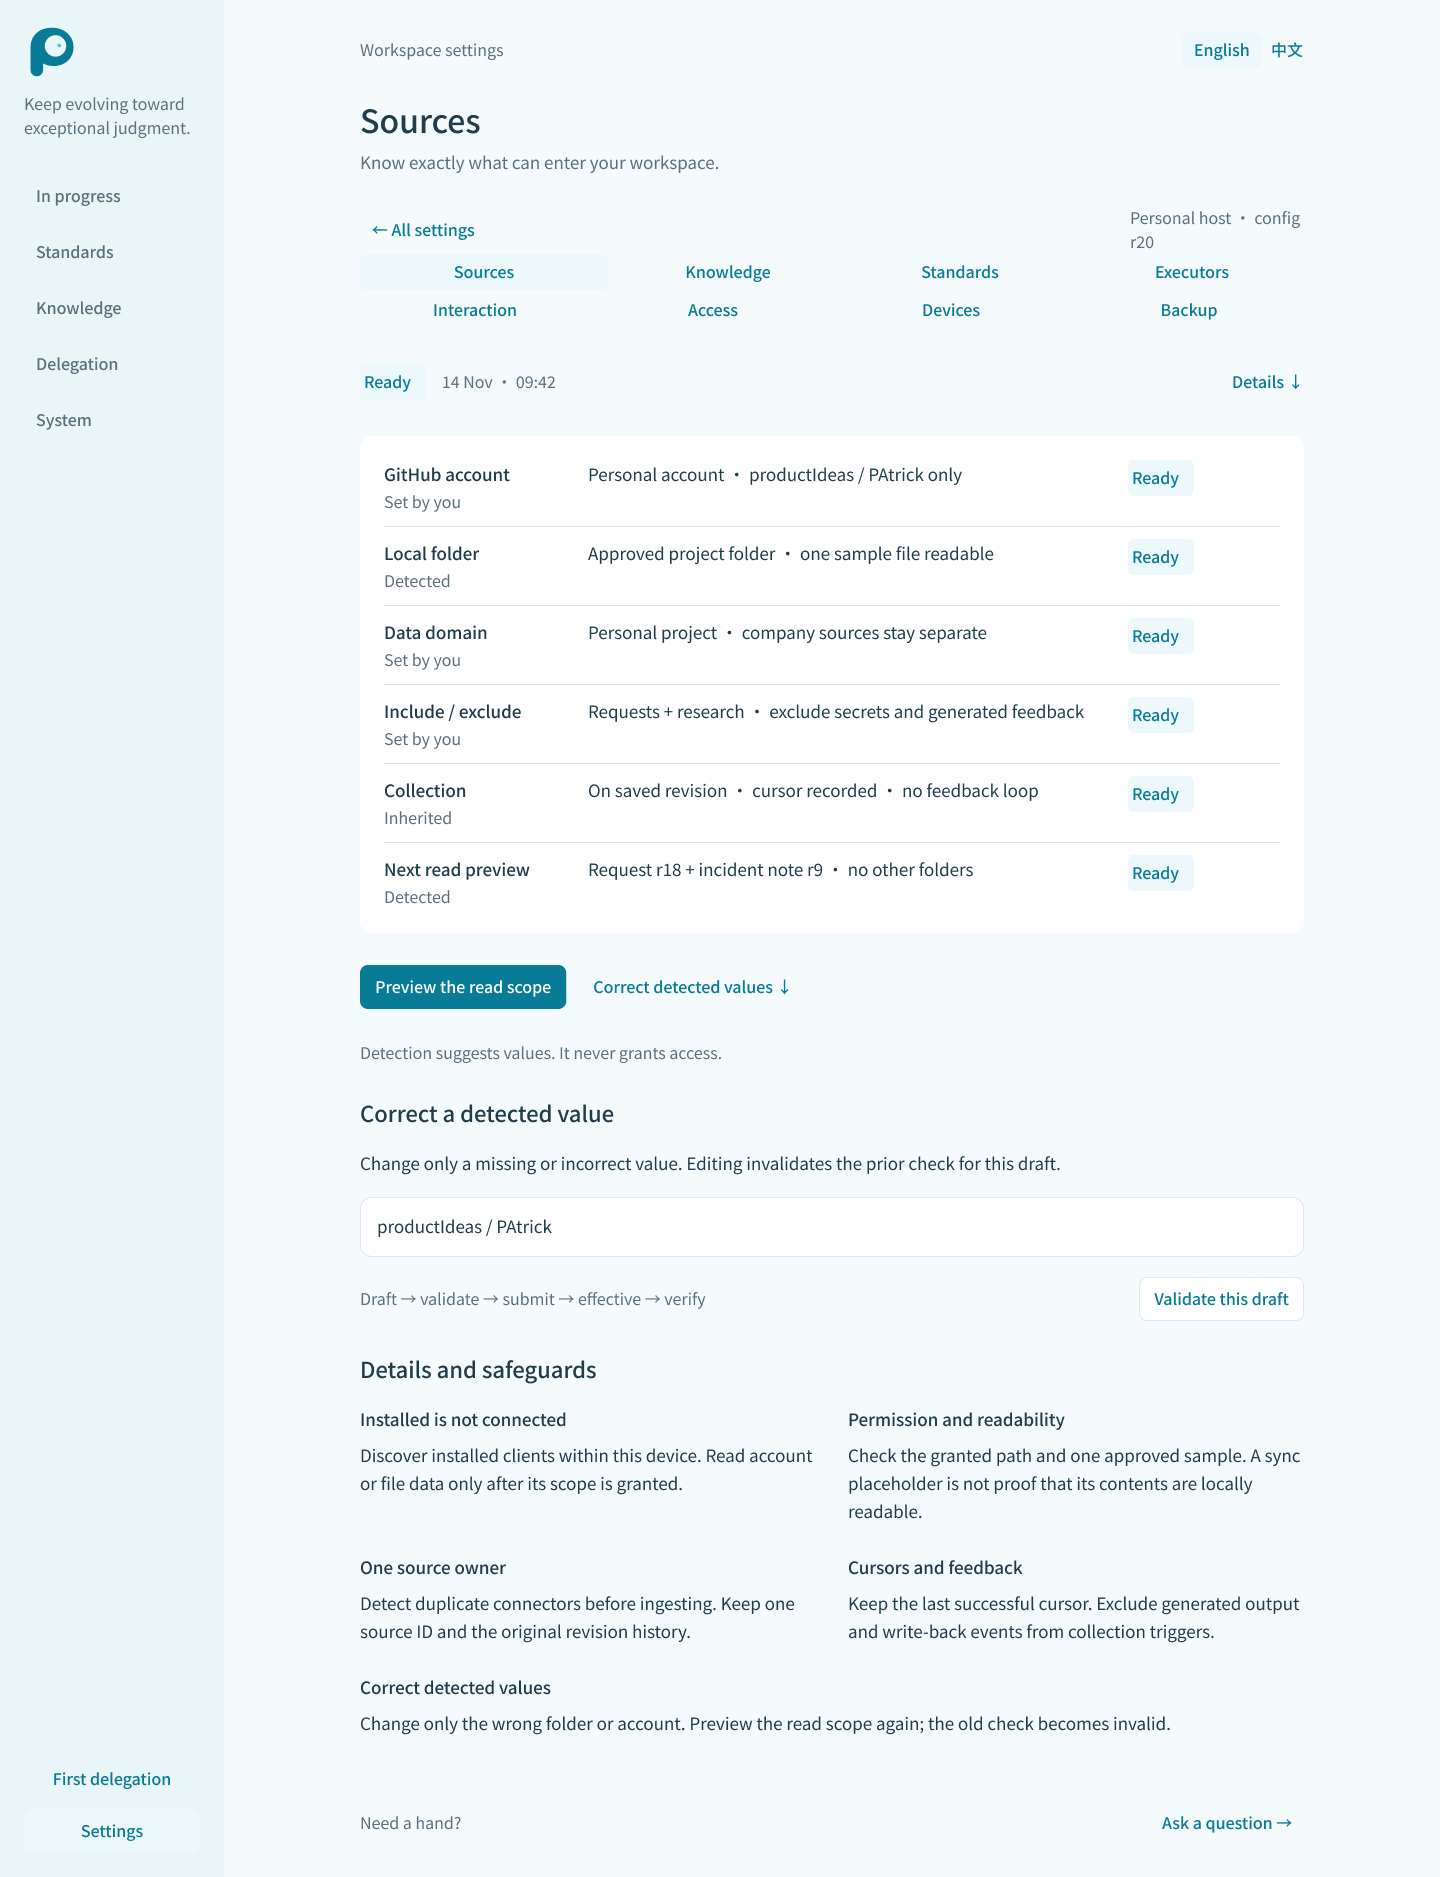 Keep evolving toward
exceptional judgment.
In progress
Standards
Knowledge
Delegation
System
First delegation
Settings
Workspace settings
English 中文
Sources
Know exactly what can enter your workspace.
← All settings
Personal host · config
r20
Sources Knowledge Standards Executors
Interaction Access Devices Backup
Ready 14 Nov · 09:42 Details ↓
GitHub account Personal account · productIdeas / PAtrick only Ready
Set by you
Local folder Approved project folder · one sample file readable Ready
Detected
Data domain Personal project · company sources stay separate Ready
Set by you
Include / exclude Requests + research · exclude secrets and generated feedback Ready
Set by you
Collection On saved revision · cursor recorded · no feedback loop Ready
Inherited
Next read preview Request r18 + incident note r9 · no other folders Ready
Detected
Preview the read scope Correct detected values ↓
Detection suggests values. It never grants access.
Correct a detected value
Change only a missing or incorrect value. Editing invalidates the prior check for this draft.
productIdeas / PAtrick
Draft → validate → submit → effective → verify Validate this draft
Details and safeguards
Installed is not connected
Discover installed clients within this device. Read account
or file data only after its scope is granted.
Permission and readability
Check the granted path and one approved sample. A sync
placeholder is not proof that its contents are locally
readable.
One source owner
Detect duplicate connectors before ingesting. Keep one
source ID and the original revision history.
Cursors and feedback
Keep the last successful cursor. Exclude generated output
and write-back events from collection triggers.
Correct detected values
Change only the wrong folder or account. Preview the read scope again; the old check becomes invalid.
Need a hand? Ask a question →